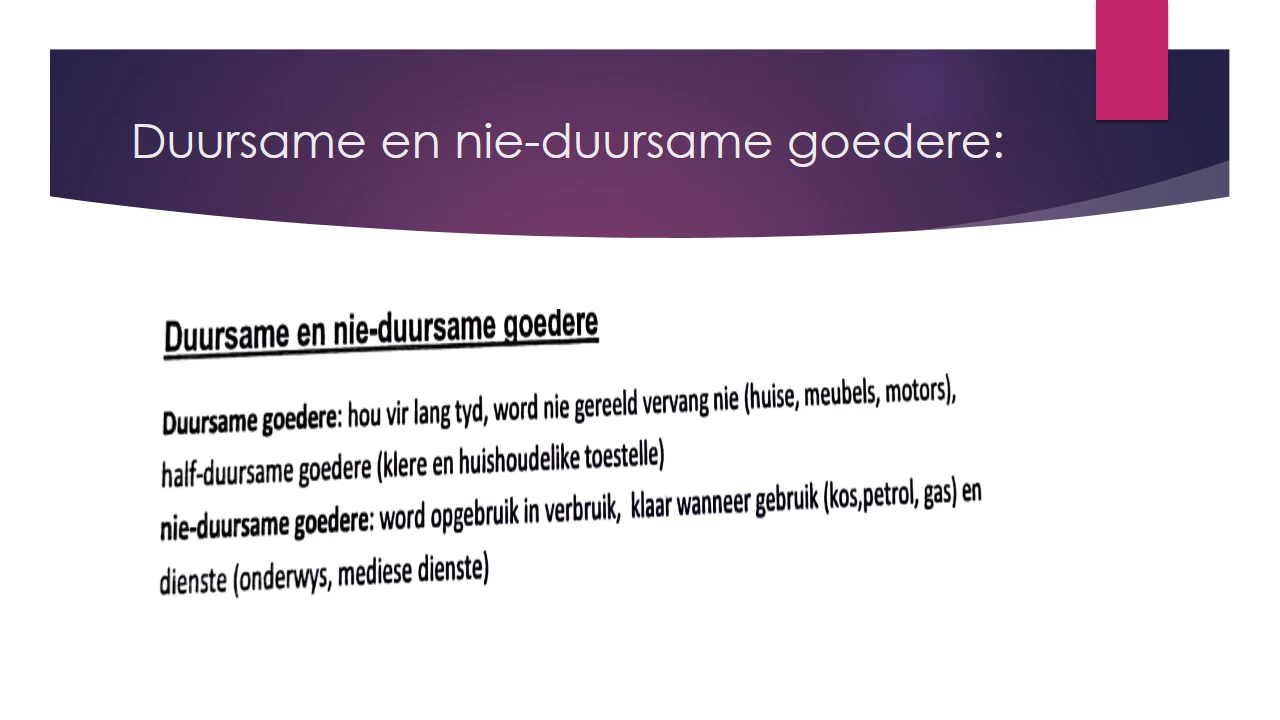 Duursame en nie-duursame goedere:
Duursame en nie-duursame goedere
Duursame goedere: hou vir lang tyd, word nie gereeld vervang nie (huise, meubels, motors),
half-duursame goedere (klere en huishoudelike toestelle)
nie-duursame goedere: word opgebruik in verbruik, klaar wanneer gebruik (kos,petrol, gas) en
dienste (onderwys, mediese dienste)